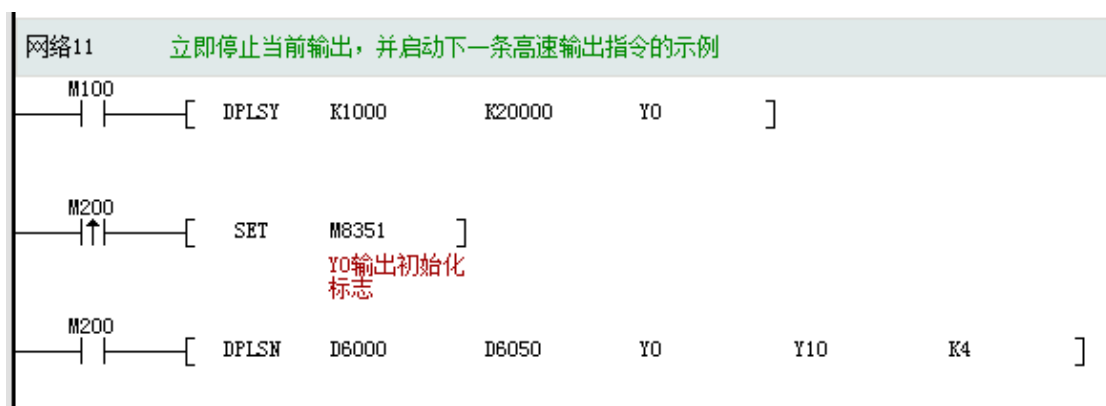 网络11 立即停止当前输出，并启动下一条高速输出指令的示例
M100
[ DPLSY K1000 K20000 Y0 ]
M200
[ SET M8351 ]
Y0输出初始化
标志
M200
[ DPLSN D6000 D6050 Y0 Y10 K4 ]